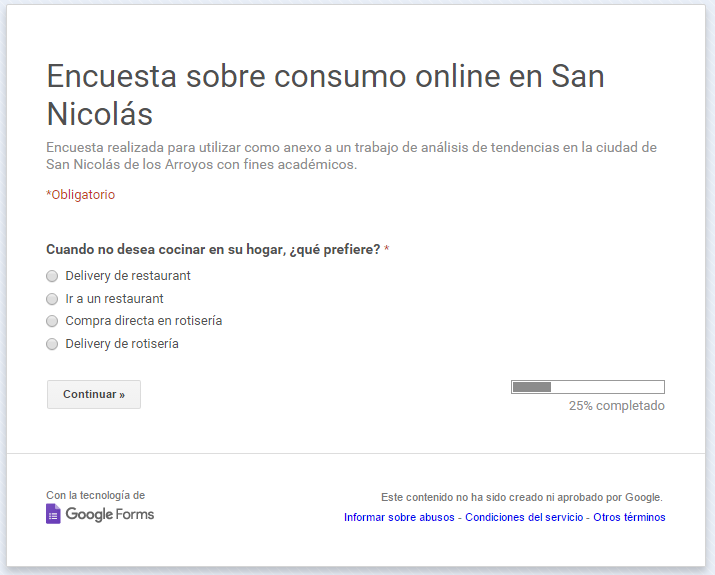 Encuesta sobre consumo online en San
Nicolás
Encuesta realizada para utilizar como anexo a un trabajo de análisis de tendencias en la ciudad de
San Nicolás de los Arroyos con fines académicos.
*Obligatorio
Cuando no desea cocinar en su hogar, ¿qué prefiere? *
Delivery de restaurant
Ir a un restaurant
Compra directa en rotisería
Delivery de rotisería
Continuar »
25% completado
Con la tecnología de
Google Forms
Este contenido no ha sido creado ni aprobado por Google.
Informar sobre abusos - Condiciones del servicio - Otros términos